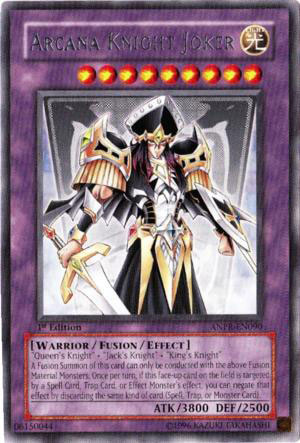 ARCANA KNIGHT JOKER
LIGHT
光
1st Edition
ANPR-EN090
[WARRIOR / FUSION / EFFECT]
"Queen's Knight" + "Jack's Knight" + "King's Knight"
A Fusion Summon of this card can only be conducted with the above Fusion
Material Monsters. Once per turn, if this face-up card on the field is targeted
by a Spell Card, Trap Card, or Effect Monster's effect, you can negate that
effect by discarding the same kind of card (Spell, Trap, or Monster Card).
ATK/3800 DEF/2500
06150044
©1996 KAZUKI TAKAHASHI